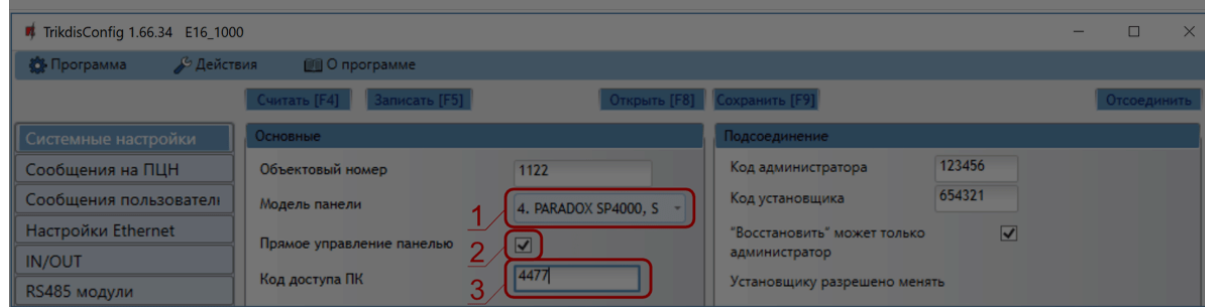 TrikdisConfig 1.66.34 E16_1000
Программа Действия О программе
Считать [F4] Записать [F5] Открыть [F8] Сохранить [F9] Отсоединить
Системные настройки
Сообщения на ПЦН
Сообщения пользовател
Настройки Ethernet
IN/OUT
RS485 модули
Основные
Объектовый номер 1122
Модель панели 1 4. PARADOX SP4000, S
Прямое управление панелью 2
Код доступа ПК 3 4477
Подсоединение
Код администратора 123456
Код установщика 654321
"Восстановить" может только
администратор
Установщику разрешено менять